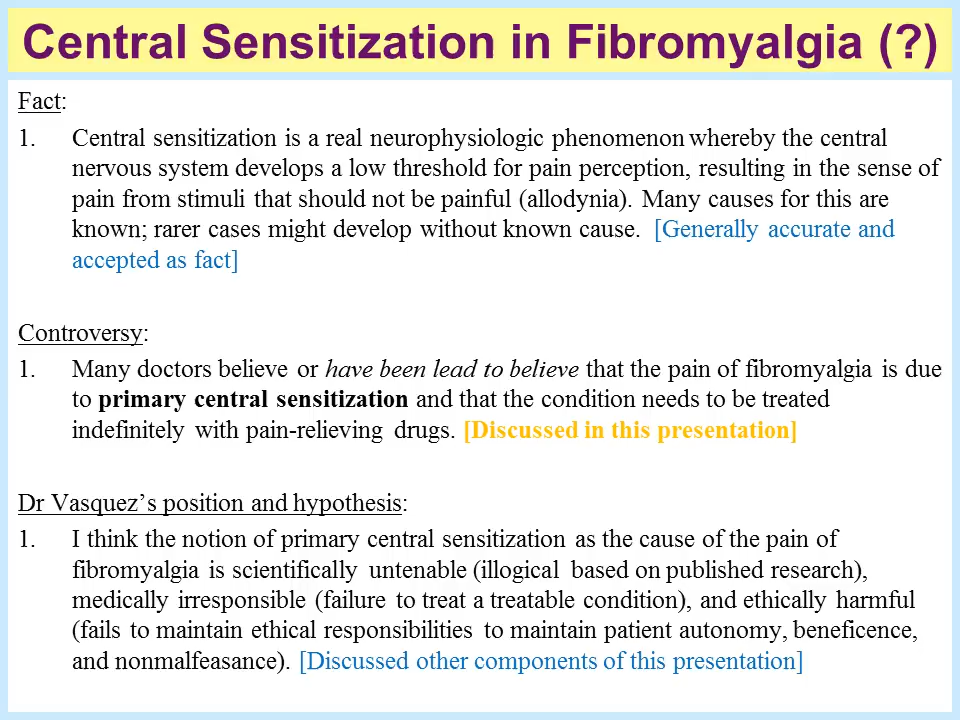 Central Sensitization in Fibromyalgia (?)
Fact:
1. Central sensitization is a real neurophysiologic phenomenon whereby the central
nervous system develops a low threshold for pain perception, resulting in the sense of
pain from stimuli that should not be painful (allodynia). Many causes for this are
known; rarer cases might develop without known cause. [Generally accurate and
accepted as fact]
Controversy:
1. Many doctors believe or have been lead to believe that the pain of fibromyalgia is due
to primary central sensitization and that the condition needs to be treated
indefinitely with pain-relieving drugs. [Discussed in this presentation]
Dr Vasquez’s position and hypothesis:
1. I think the notion of primary central sensitization as the cause of the pain of
fibromyalgia is scientifically untenable (illogical based on published research),
medically irresponsible (failure to treat a treatable condition), and ethically harmful
(fails to maintain ethical responsibilities to maintain patient autonomy, beneficence,
and nonmalfeasance). [Discussed other components of this presentation]